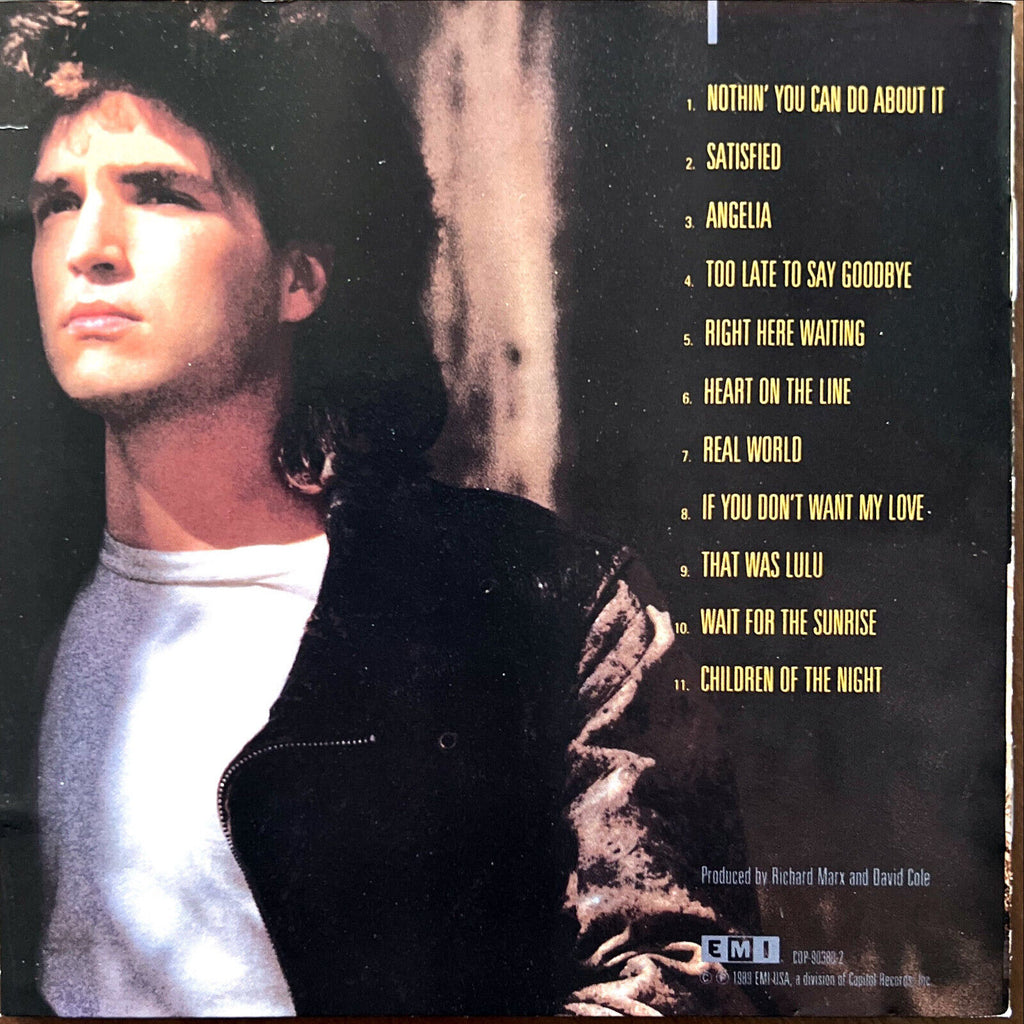 1. NOTHIN' YOU CAN DO ABOUT IT
2. SATISFIED
3. ANGELIA
4. TOO LATE TO SAY GOODBYE
5. RIGHT HERE WAITING
6. HEART ON THE LINE
7. REAL WORLD
8. IF YOU DON'T WANT MY LOVE
9. THAT WAS LULU
10. WAIT FOR THE SUNRISE
11. CHILDREN OF THE NIGHT
Produced by Richard Marx and David Cole
EMI CDP-90380-2
© ℗ 1989 EMI-USA, a division of Capitol Records, Inc.